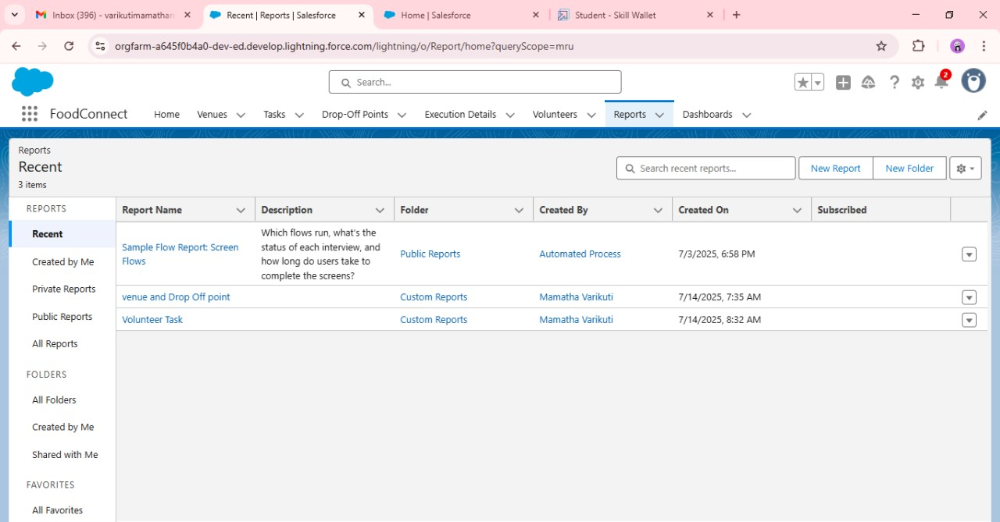 Inbox (396) - varikutimamathar
Recent | Reports | Salesforce
Home | Salesforce
Student - Skill Wallet
orgfarm-a645f0b4a0-dev-ed.develop.lightning.force.com/lightning/o/Report/home?queryScope=mru
Search...
2
FoodConnect
Home
Venues
Tasks
Drop-Off Points
Execution Details
Volunteers
Reports
Dashboards
Reports
Recent
3 items
Search recent reports...
New Report
New Folder
REPORTS
Recent
Created by Me
Private Reports
Public Reports
All Reports
FOLDERS
All Folders
Created by Me
Shared with Me
FAVORITES
All Favorites
Report Name
Description
Folder
Created By
Created On
Subscribed
Sample Flow Report: Screen
Flows
Which flows run, what's the
status of each interview, and
how long do users take to
complete the screens?
Public Reports
Automated Process
7/3/2025, 6:58 PM
venue and Drop Off point
Custom Reports
Mamatha Varikuti
7/14/2025, 7:35 AM
Volunteer Task
Custom Reports
Mamatha Varikuti
7/14/2025, 8:32 AM